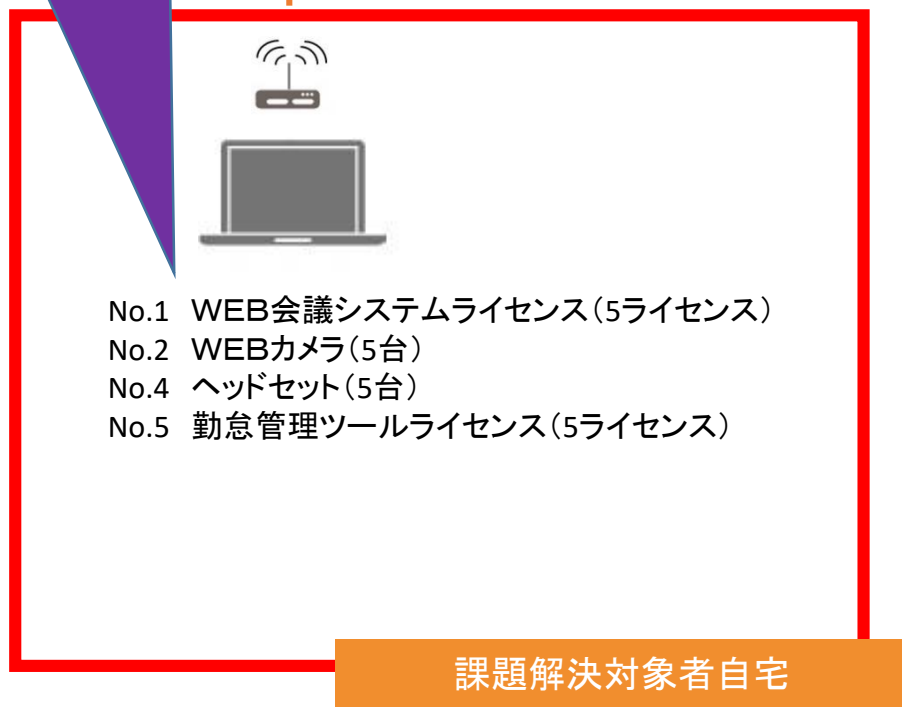 No.1 ＷＥＢ会議システムライセンス（5ライセンス）
No.2 ＷＥＢカメラ（5台）
No.4 ヘッドセット（5台）
No.5 勤怠管理ツールライセンス（5ライセンス）
課題解決対象者自宅